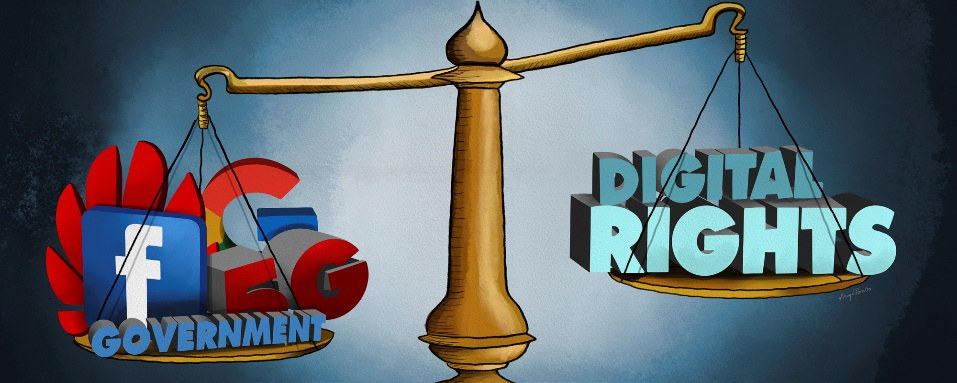 f
G
5G
GOVERNMENT
DIGITAL
RIGHTS